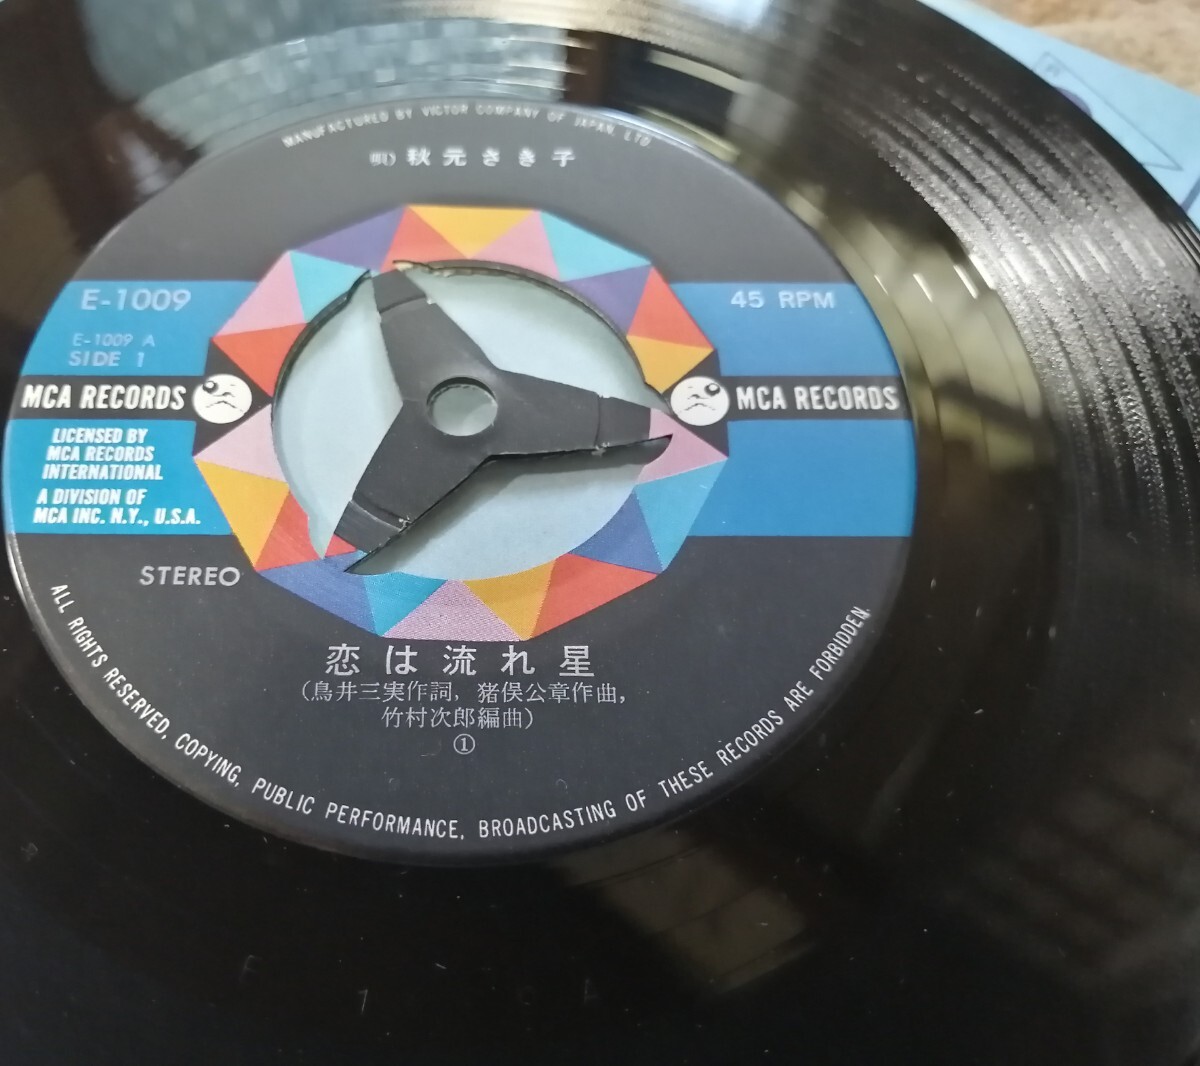 MANUFACTURED BY VICTOR COMPANY OF JAPAN, LTD
唄) 秋元さき子
E-1009
45 RPM
E-1009 A
SIDE 1
MCA RECORDS
MCA RECORDS
LICENSED BY
MCA RECORDS
INTERNATIONAL
A DIVISION OF
MCA INC. N.Y., U.S.A.
STEREO
恋は流れ星
(鳥井三実作詞, 猪俣公章作曲,
竹村次郎編曲)
①
ALL RIGHTS RESERVED, COPYING, PUBLIC PERFORMANCE, BROADCASTING OF THESE RECORDS ARE FORBIDDEN.